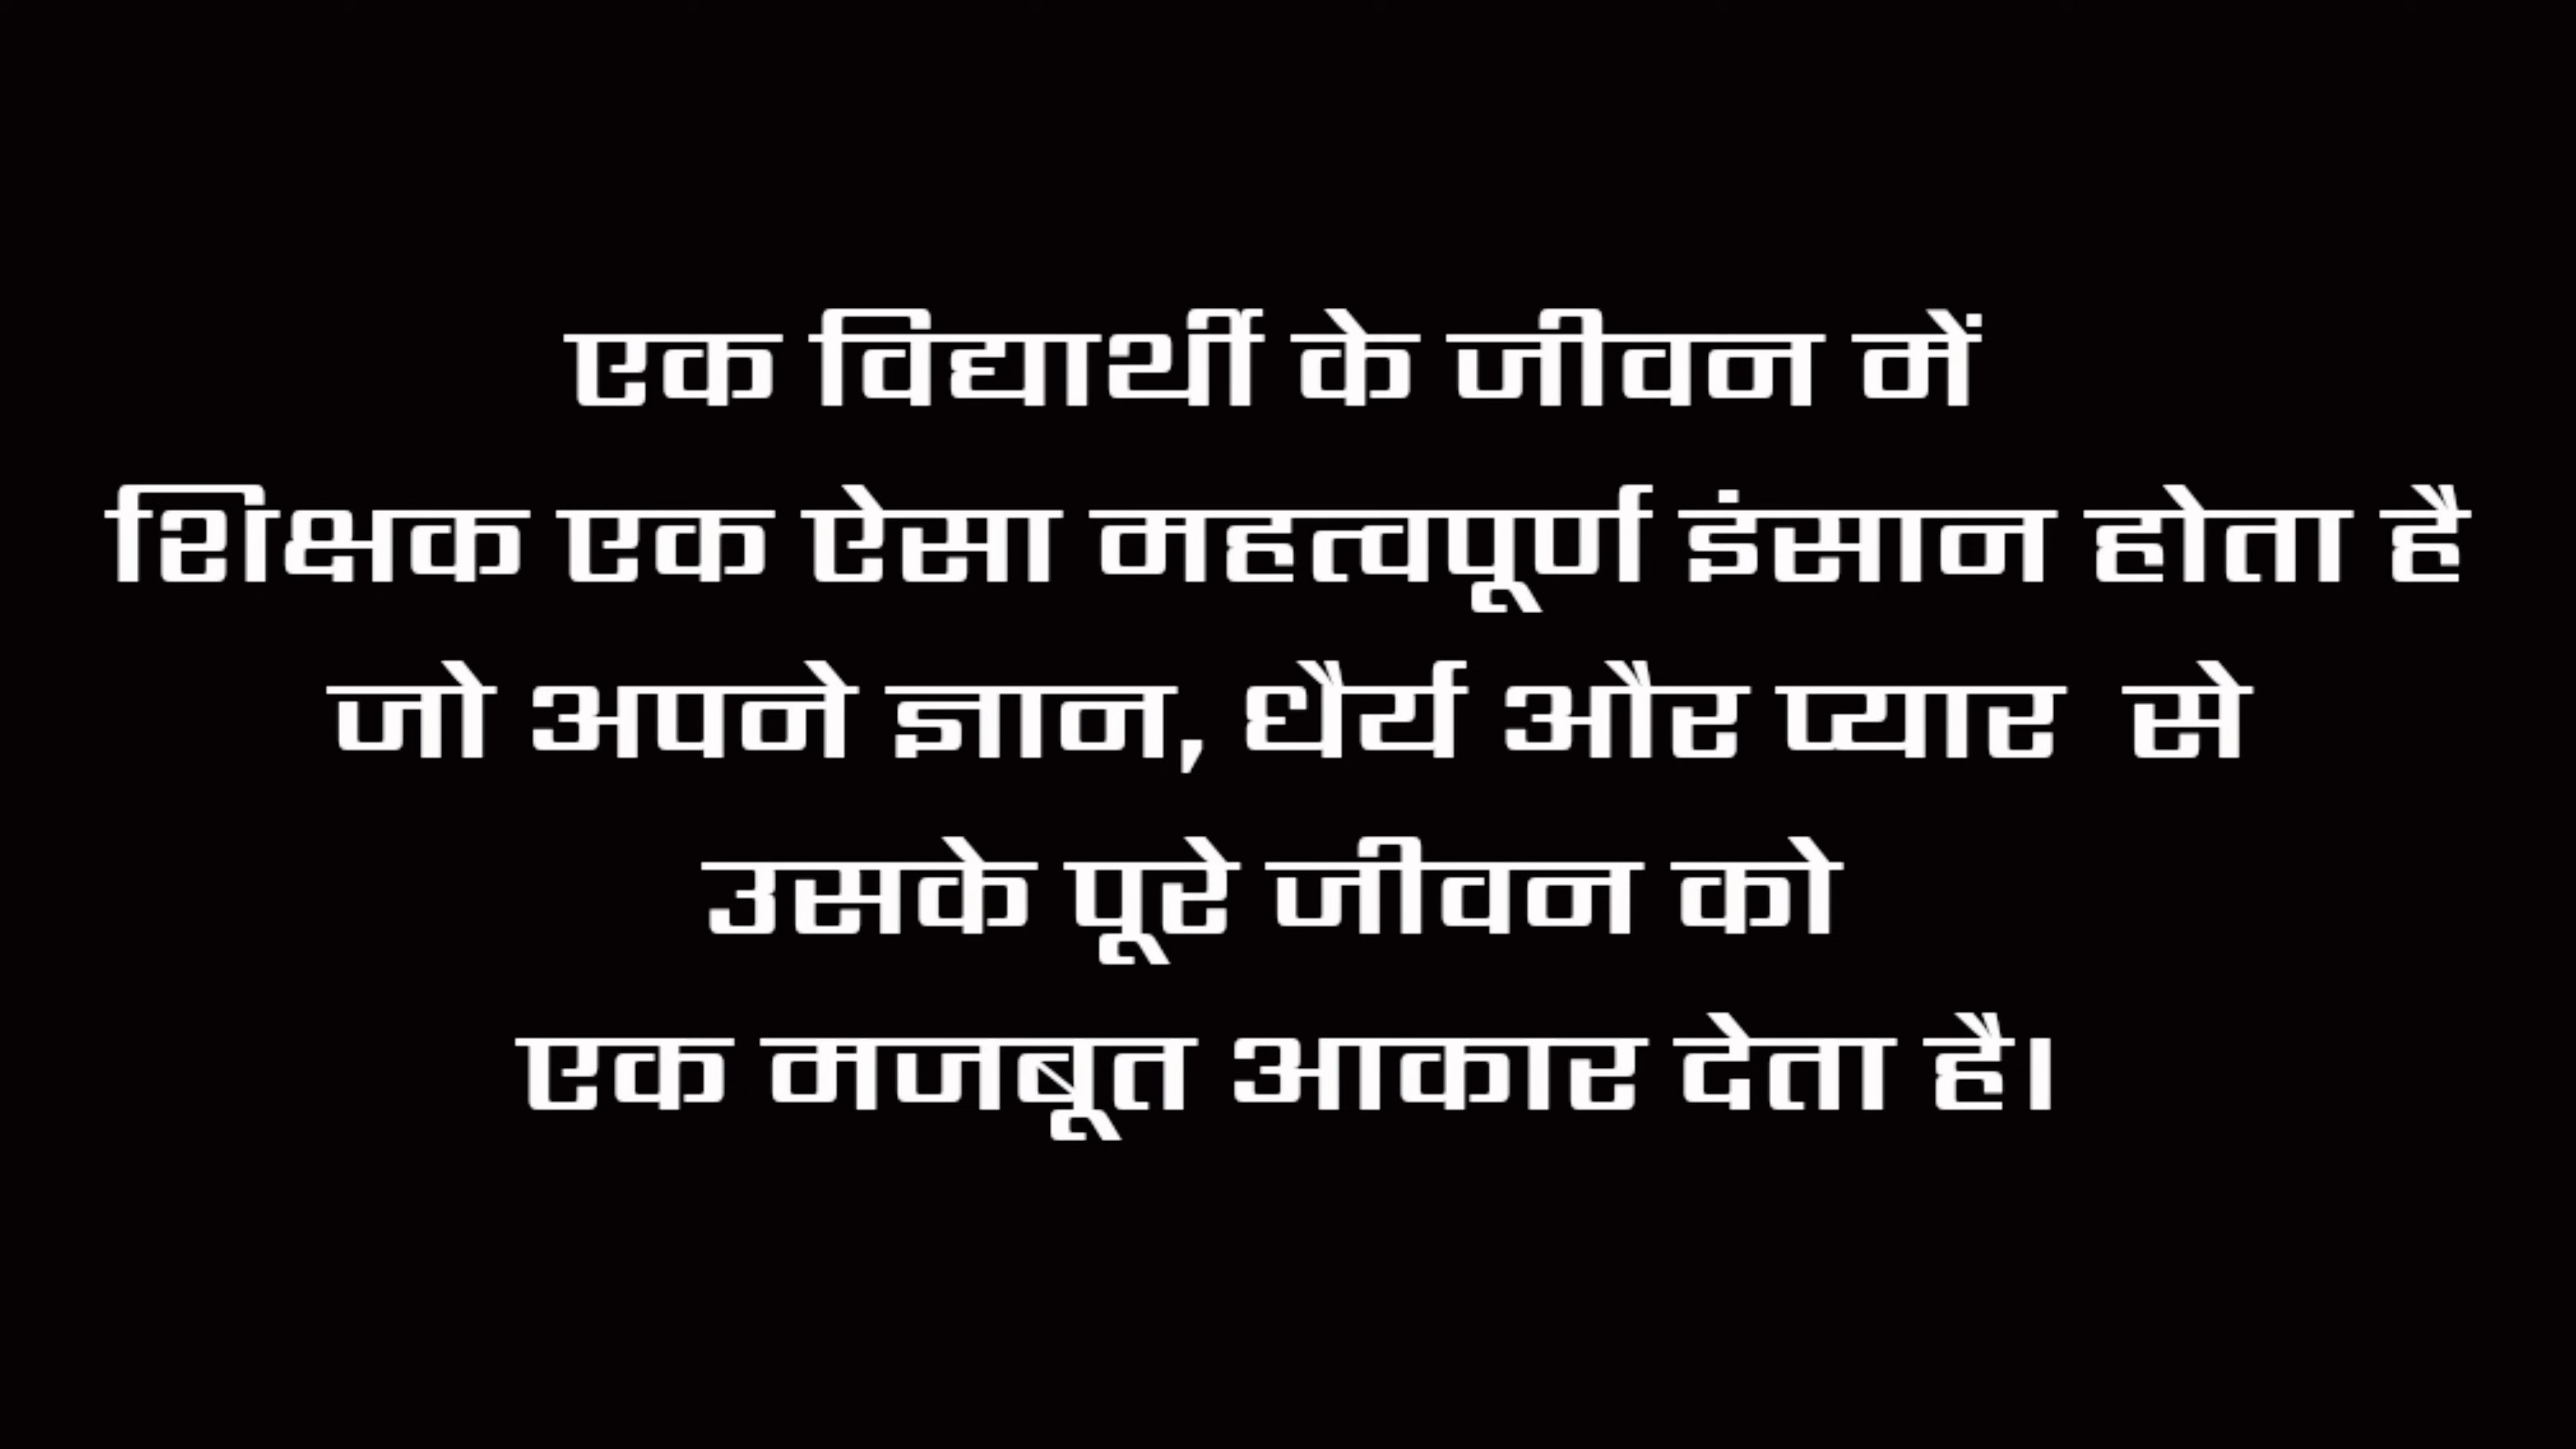 एक विद्यार्थी के जीवन में
शिक्षक एक ऐसा महत्वपूर्ण इंसान होता है
जो अपने ज्ञान, धैर्य और प्यार से
उसके पूरे जीवन को
एक मजबूत आकार देता है।